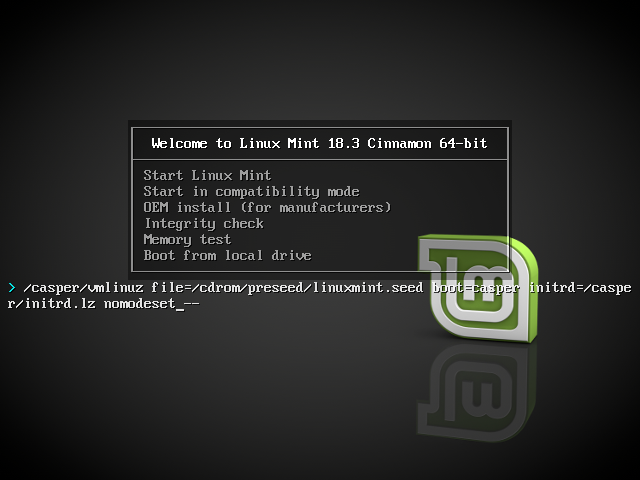 Welcome to Linux Mint 18.3 Cinnamon 64-bit
Start Linux Mint
Start in compatibility mode
OEM install (for manufacturers)
Integrity check
Memory test
Boot from local drive
> /casper/vmlinuz file=/cdrom/preseed/linuxmint.seed boot=casper initrd=/caspe
r/initrd.lz nomodeset_--